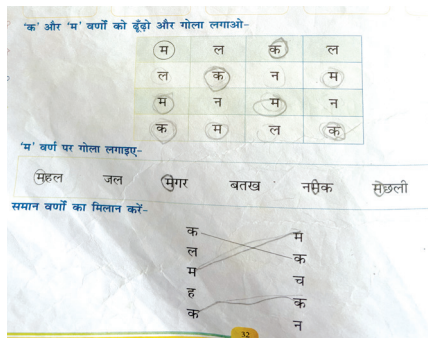 'क' और 'म' वर्णों को ढूँढ़ो और गोला लगाओ-
म ल क ल
ल क न म
म न म न
क म ल क
'म' वर्ण पर गोला लगाइए-
महल जल मगर बतख नमक मछली
समान वर्णों का मिलान करें-
क म
ल क
म च
ह क
क न
32